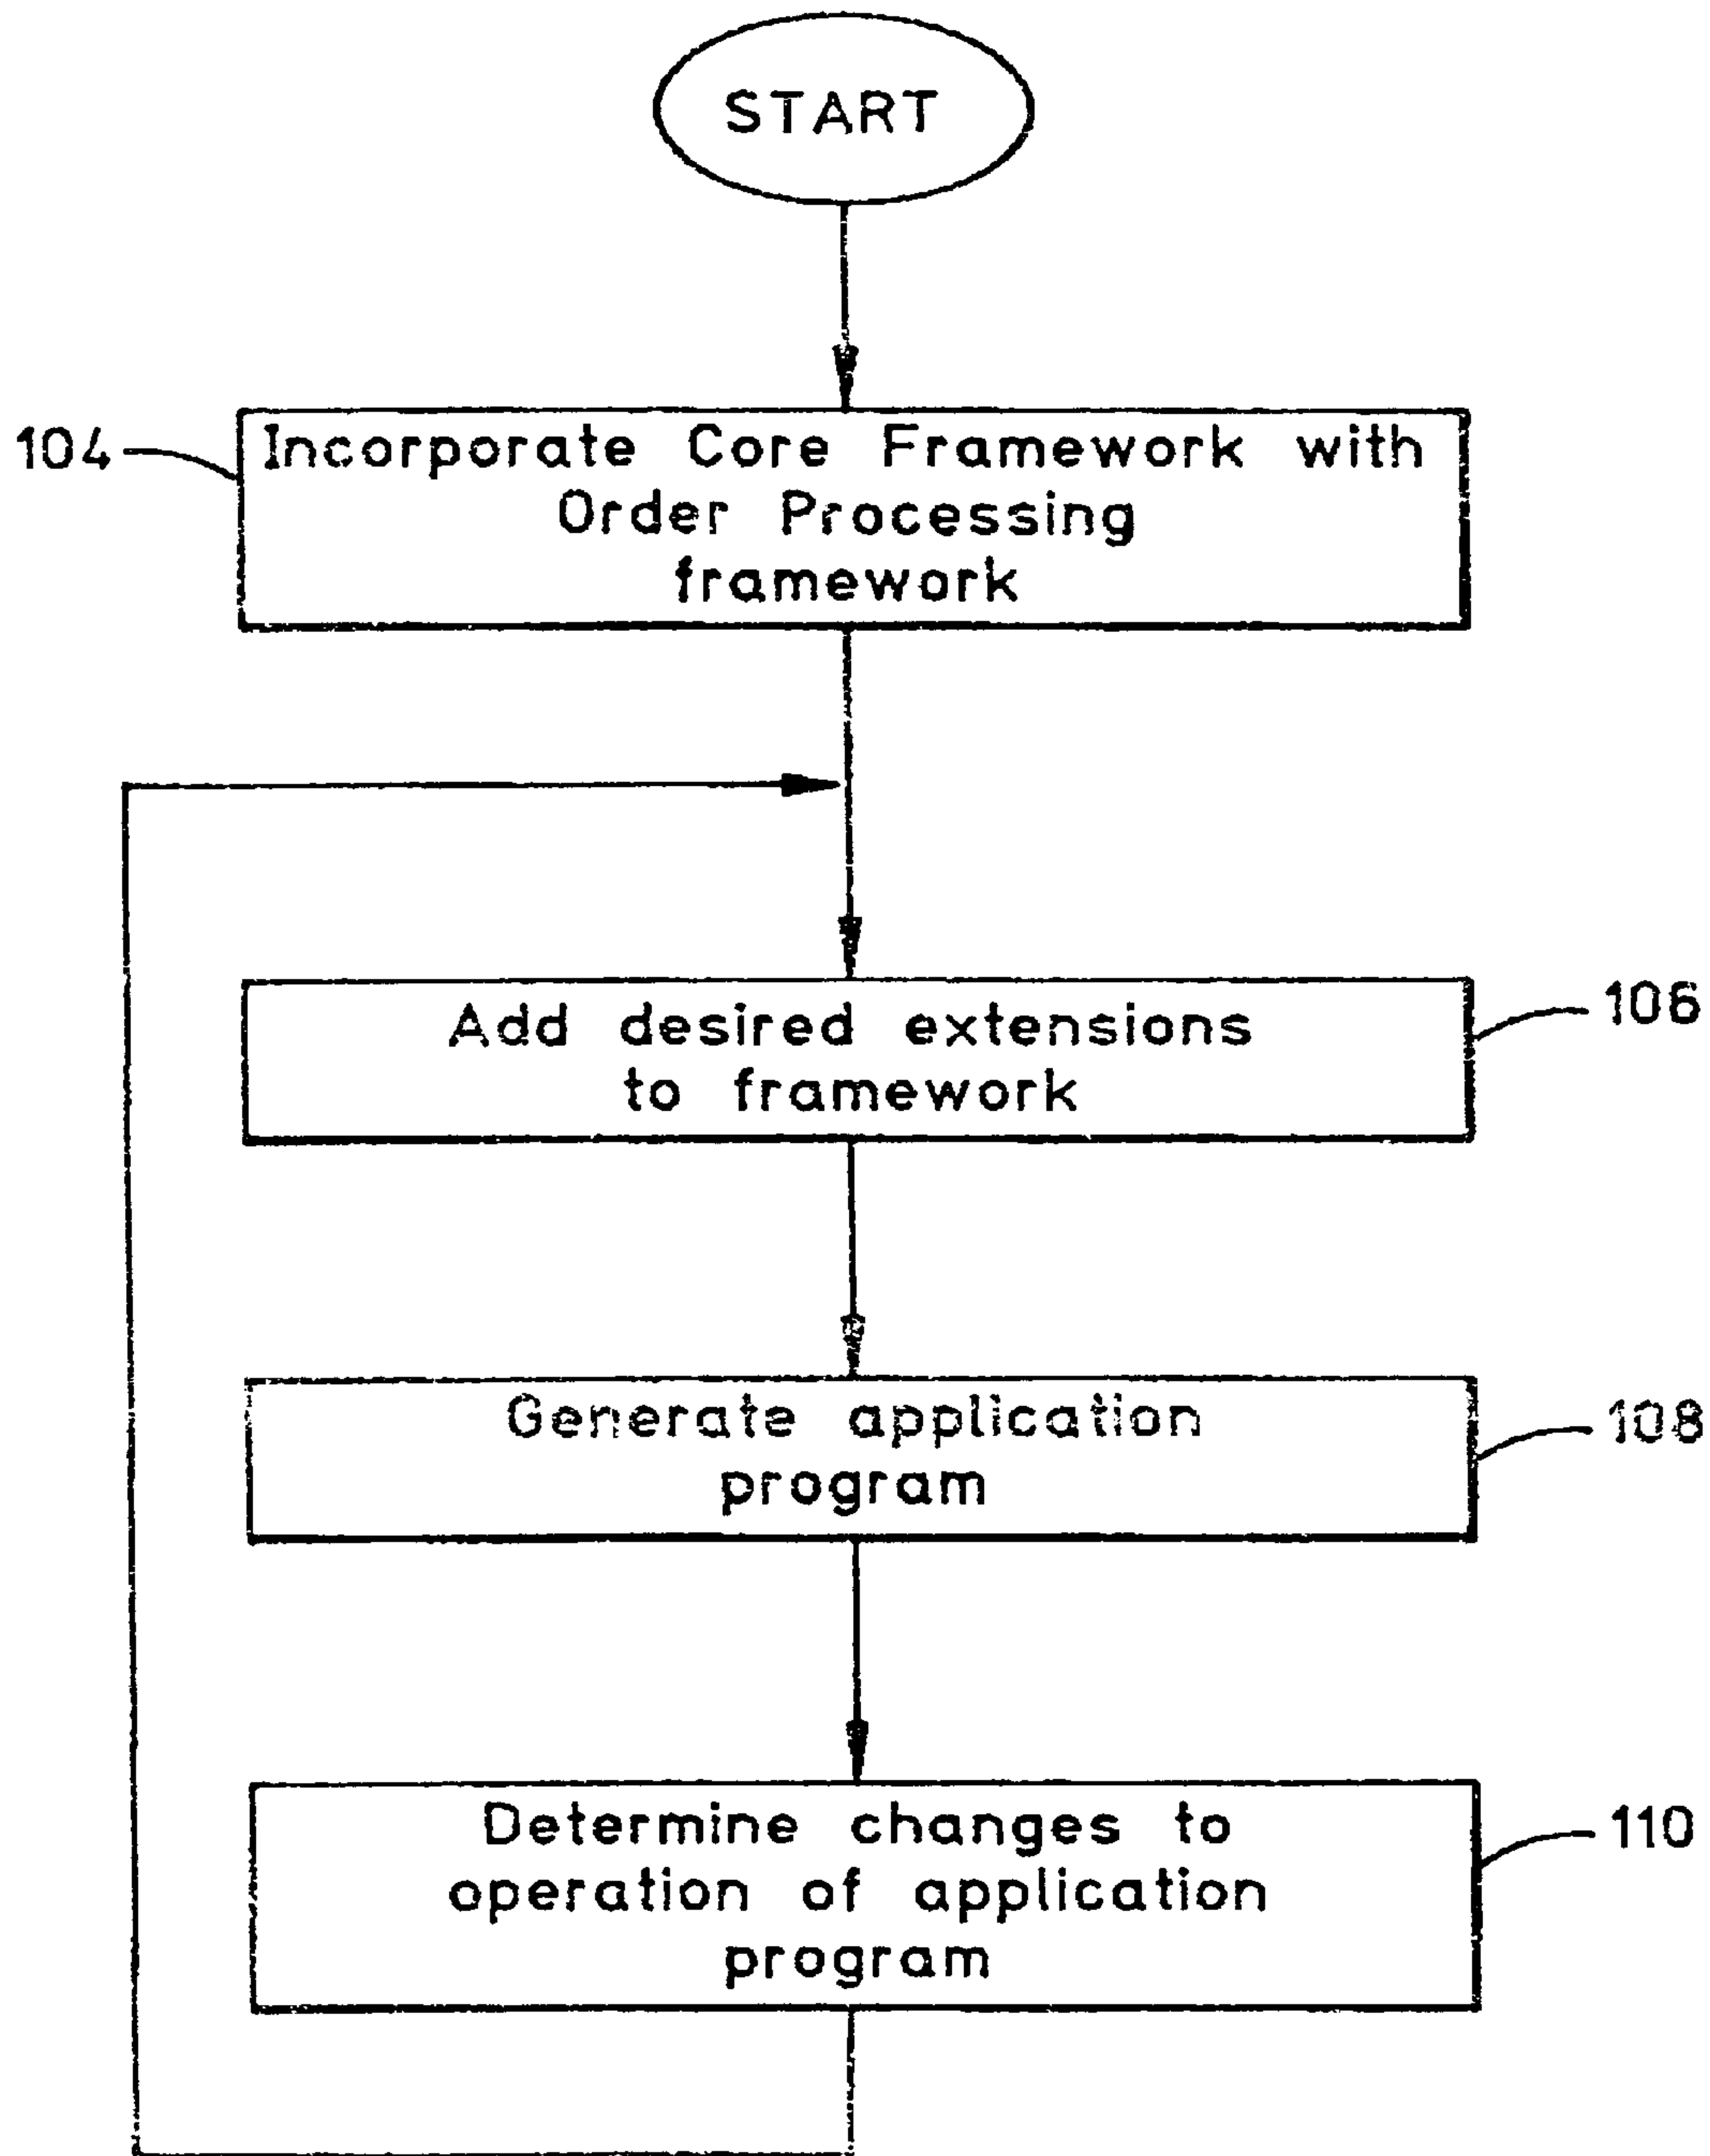 START
104
Incorporate Core Framework with
Order Processing
framework
Add desired extensions
to framework
106
Generate application
program
108
Determine changes to
operation of application
program
110